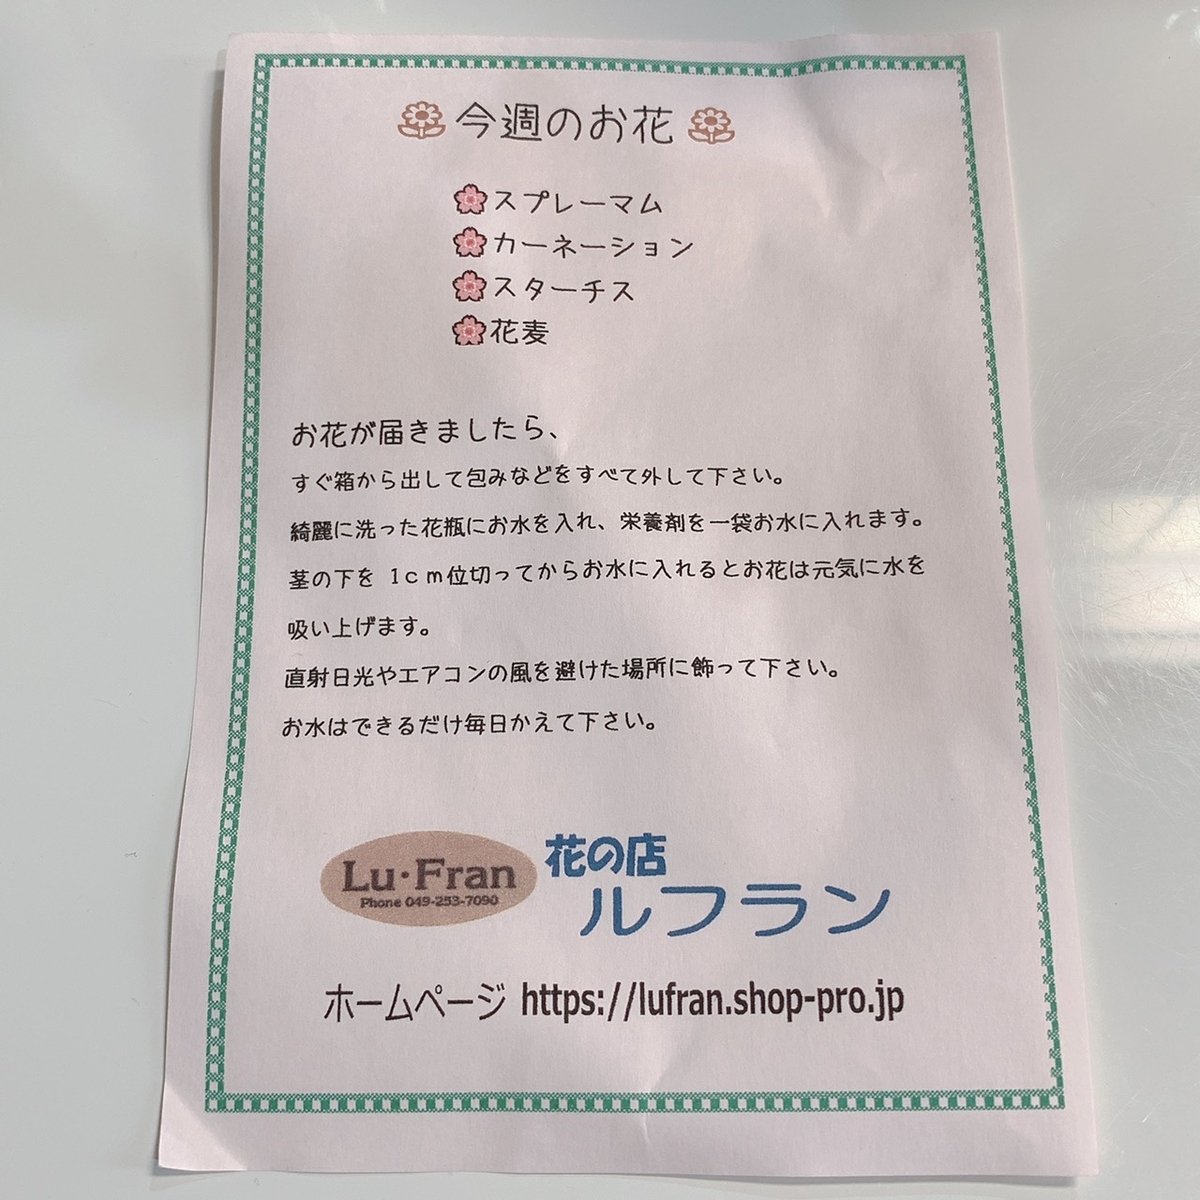 今週のお花
スプレーマム
カーネーション
スターチス
花麦
お花が届きましたら、
すぐ箱から出して包みなどをすべて外して下さい。
綺麗に洗った花瓶にお水を入れ、栄養剤を一袋お水に入れます。
茎の下を 1cm位切ってからお水に入れるとお花は元気に水を
吸い上げます。
直射日光やエアコンの風を避けた場所に飾って下さい。
お水はできるだけ毎日かえて下さい。
Lu・Fran
Phone 049-253-7090
花の店
ルフラン
ホームページ https://lufran.shop-pro.jp